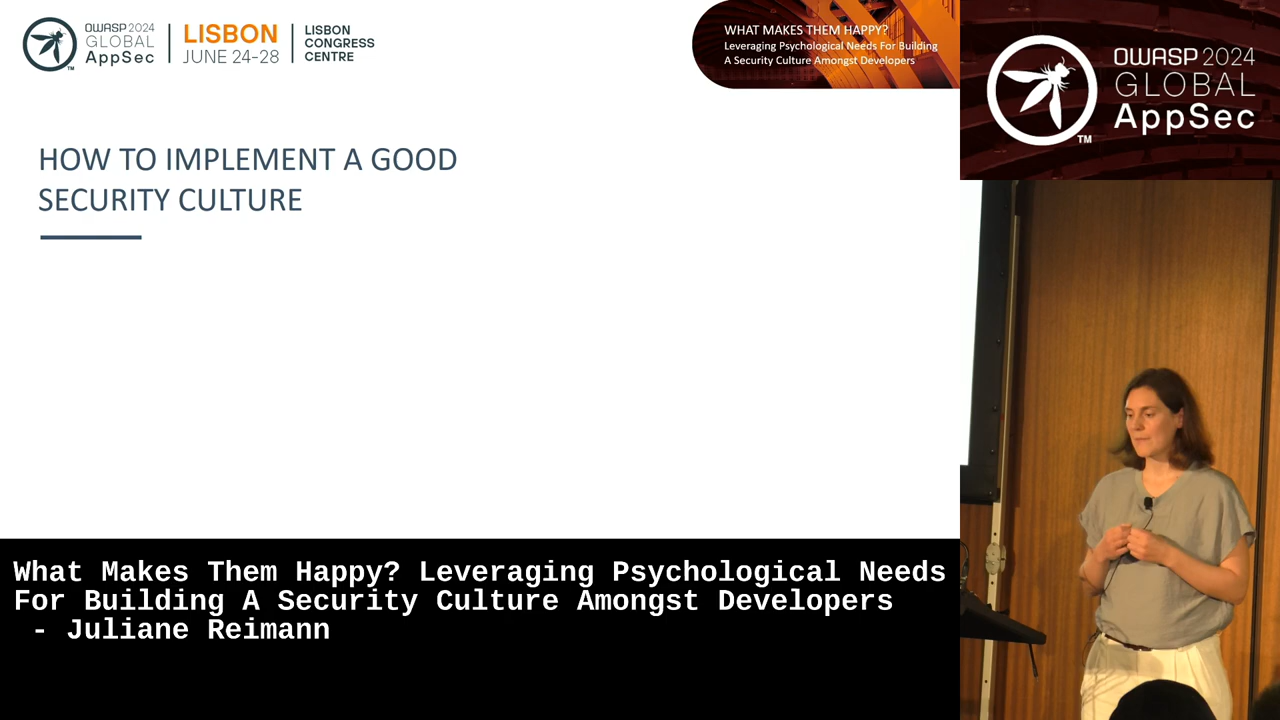 OWASP 2024
GLOBAL
AppSec
TM
LISBON
JUNE 24-28
LISBON
CONGRESS
CENTRE
WHAT MAKES THEM HAPPY?
Leveraging Psychological Needs For Building
A Security Culture Amongst Developers
OWASP 2024
GLOBAL
AppSec
TM
HOW TO IMPLEMENT A GOOD
SECURITY CULTURE
What Makes Them Happy? Leveraging Psychological Needs
For Building A Security Culture Amongst Developers
- Juliane Reimann